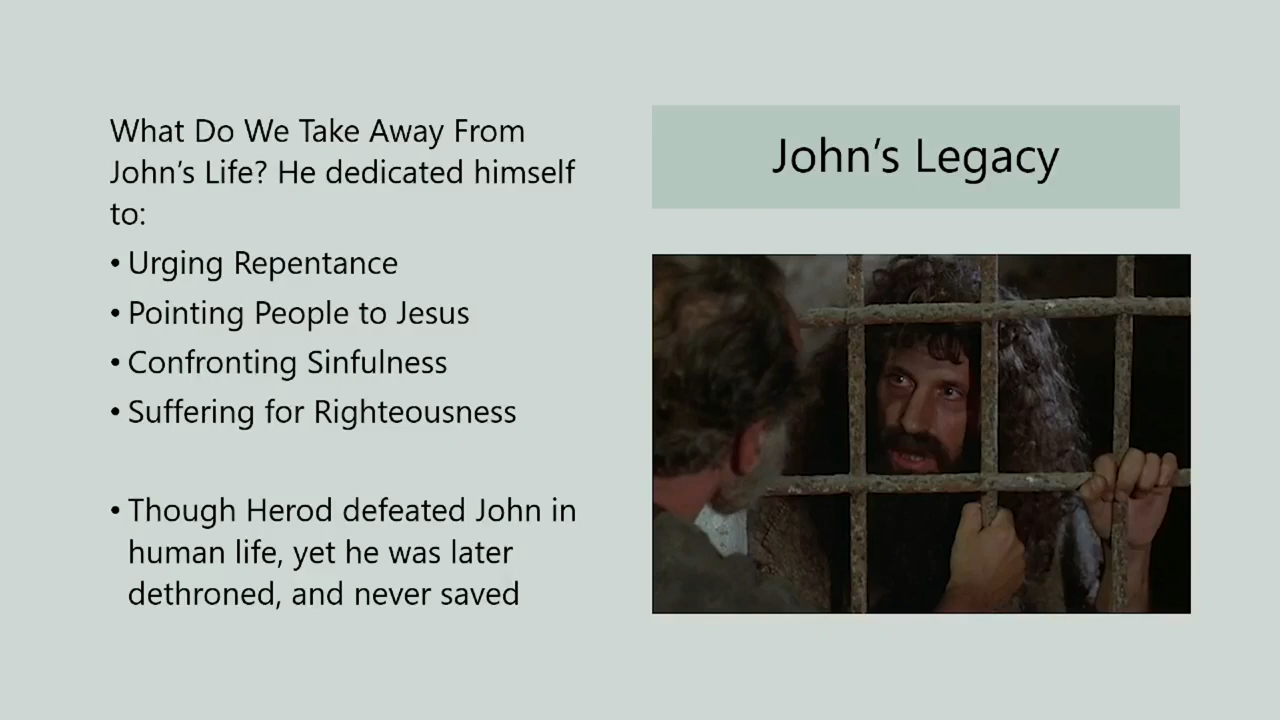 What Do We Take Away From
John's Life? He dedicated himself
to:
• Urging Repentance
• Pointing People to Jesus
• Confronting Sinfulness
• Suffering for Righteousness
• Though Herod defeated John in
human life, yet he was later
dethroned, and never saved
John's Legacy